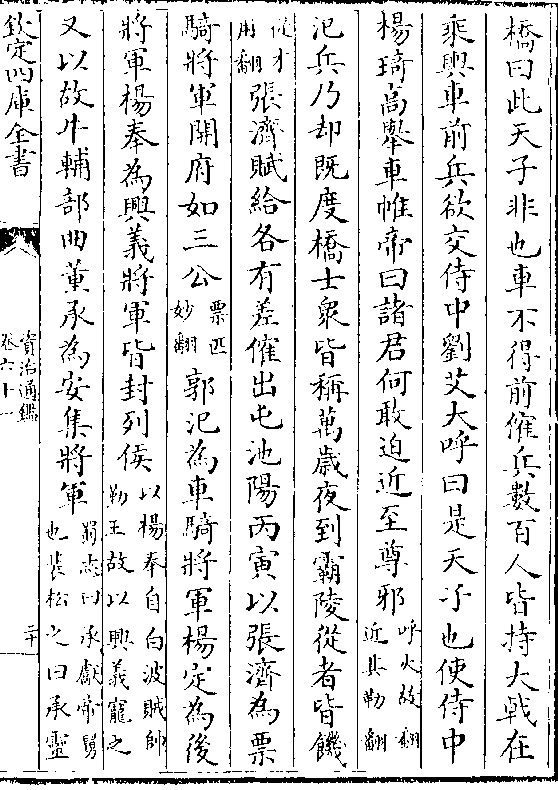 橋曰此天子非也車不得前傕兵數百人皆持大戟在
乘輿車前兵欲交侍中劉艾大呼曰是天子也使侍中
楊琦高舉車帷帝曰諸君何敢迫近至尊邪呼火故翻近其靳翻
汜兵乃却既度橋士衆皆稱萬歲夜到霸陵從者皆饑
從才用翻張濟賦給各有差傕出屯池陽丙寅以張濟為票
騎將軍開府如三公票匹妙翻郭汜為車騎將軍楊定為後
將軍楊奉為興義將軍皆封列侯以楊奉自白波賊帥勤王故以興義寵之
又以故牛輔部曲董承為安集將軍蜀志曰承獻帝舅也裴松之曰承靈
欽定四庫全書
資治通鑑
卷六十一
二十